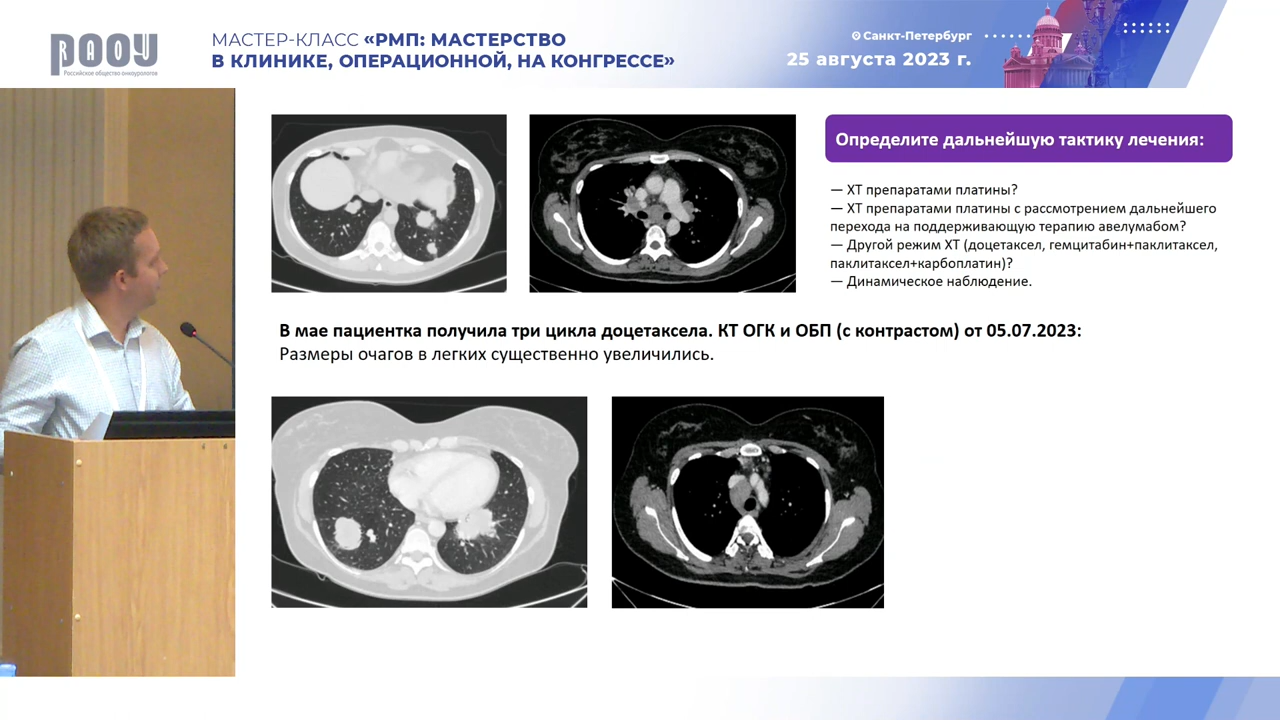 RAOU
Российское общество онкоурологов
МАСТЕР-КЛАСС «РМП: МАСТЕРСТВО
В КЛИНИКЕ, ОПЕРАЦИОННОЙ, НА КОНГРЕССЕ»
Санкт-Петербург
25 августа 2023 г.
Определите дальнейшую тактику лечения:
— ХТ препаратами платины?
— ХТ препаратами платины с рассмотрением дальнейшего
перехода на поддерживающую терапию авелумабом?
— Другой режим ХТ (доцетаксел, гемцитабин+паклитаксел,
паклитаксел+карбоплатин)?
— Динамическое наблюдение.
В мае пациентка получила три цикла доцетаксела. КТ ОГК и ОБП (с контрастом) от 05.07.2023:
Размеры очагов в легких существенно увеличились.